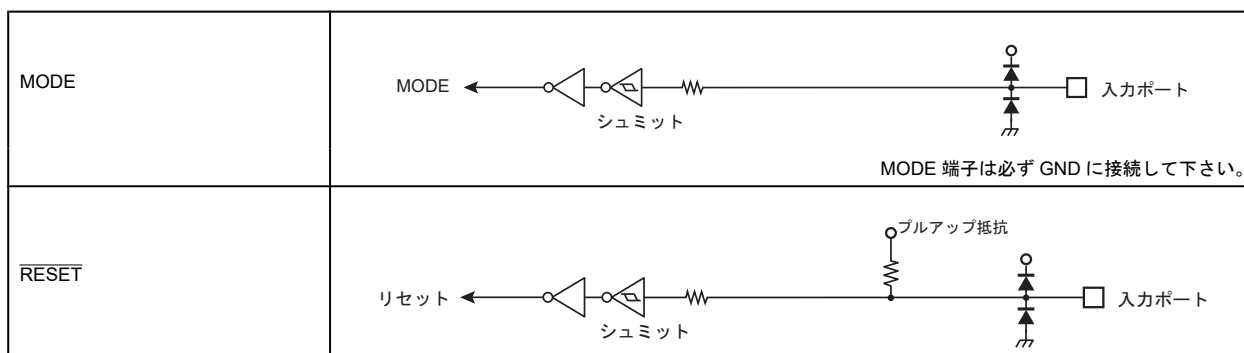 MODE
MODE
シュミット
入力ポート
MODE 端子は必ず GND に接続して下さい。
RESET
プルアップ抵抗
リセット
シュミット
入力ポート